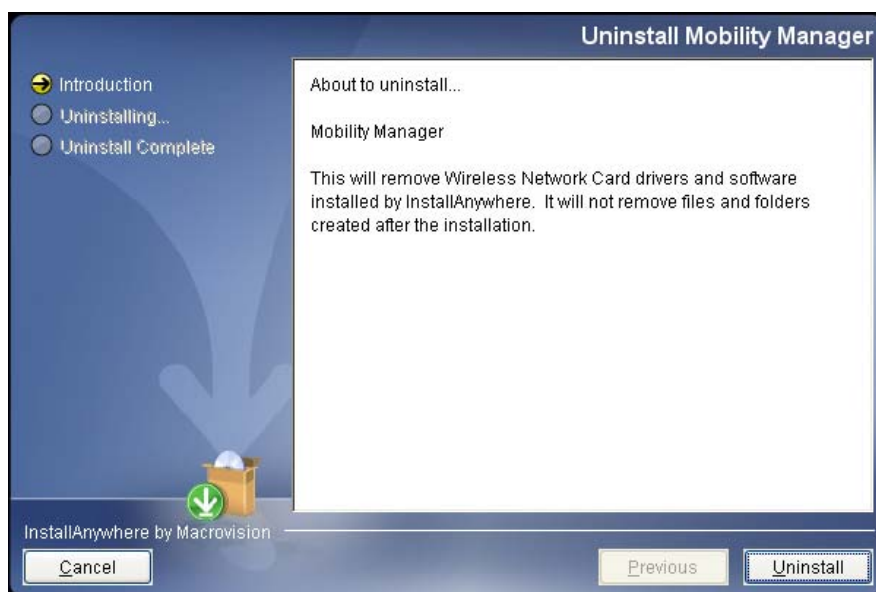 Uninstall Mobility Manager
Introduction
Uninstalling...
Uninstall Complete
About to uninstall...
Mobility Manager
This will remove Wireless Network Card drivers and software
installed by InstallAnywhere. It will not remove files and folders
created after the installation.
InstallAnywhere by Macrovision
Cancel
Previous
Uninstall